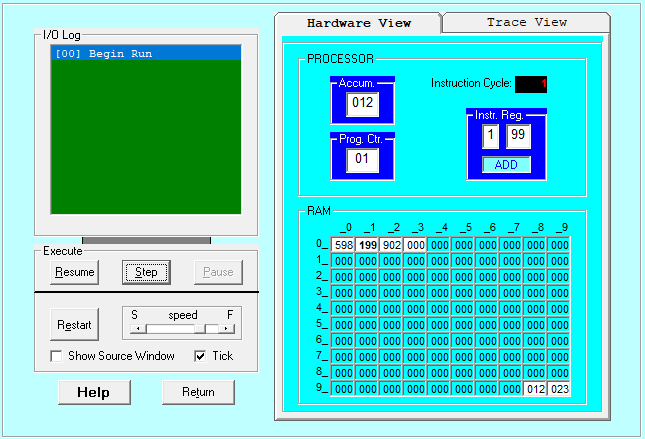 Hardware View Trace View
I/O Log
[00] Begin Run
PROCESSOR
Accum.
012
Instruction Cycle: 1
Prog. Ctr.
01
Instr. Reg.
1 99
ADD
Execute
Resume Step Pause
Restart
S speed F
Show Source Window Tick
Help Return
RAM
_0 _1 _2 _3 _4 _5 _6 _7 _8 _9
0_ 598 199 902 000 000 000 000 000 000 000
1_ 000 000 000 000 000 000 000 000 000 000
2_ 000 000 000 000 000 000 000 000 000 000
3_ 000 000 000 000 000 000 000 000 000 000
4_ 000 000 000 000 000 000 000 000 000 000
5_ 000 000 000 000 000 000 000 000 000 000
6_ 000 000 000 000 000 000 000 000 000 000
7_ 000 000 000 000 000 000 000 000 000 000
8_ 000 000 000 000 000 000 000 000 000 000
9_ 000 000 000 000 000 000 000 000 012 023